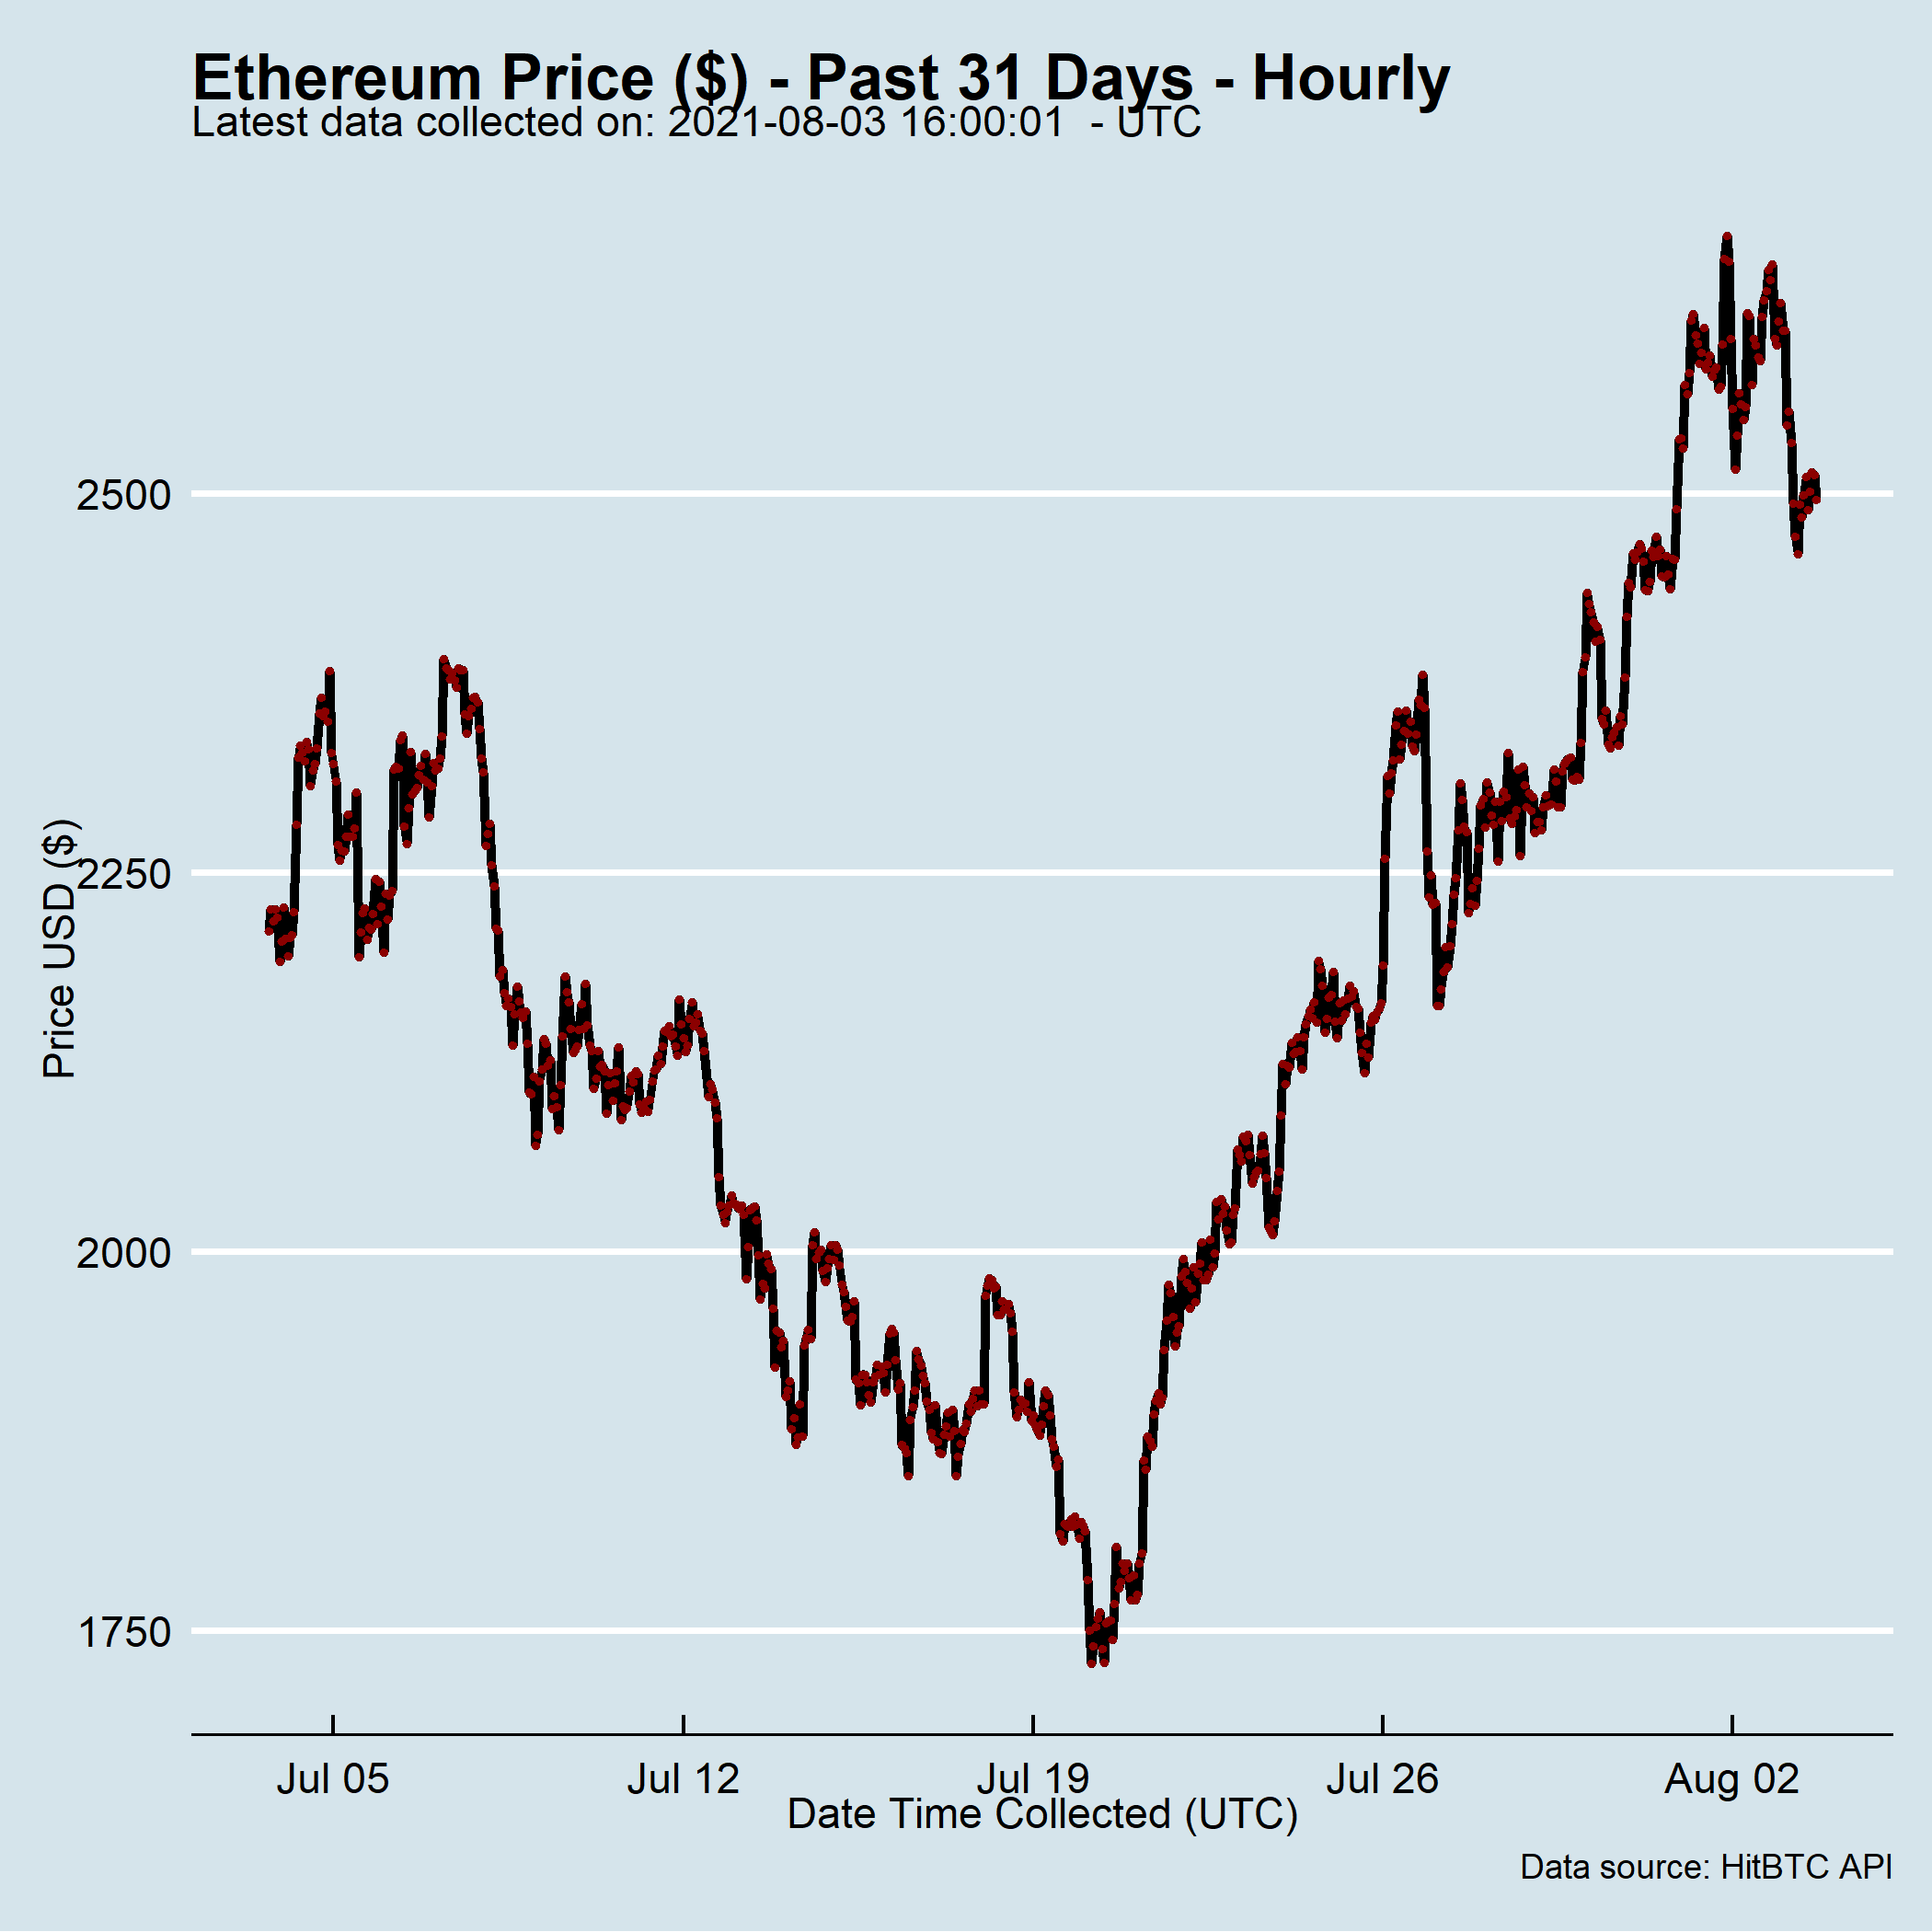 Ethereum Price ($) - Past 31 Days - Hourly
Latest data collected on: 2021-08-03 16:00:01  - UTC
Price USD ($)
2500
2250
2000
1750
Jul 05 Jul 12 Jul 19 Jul 26 Aug 02
Date Time Collected (UTC)
Data source: HitBTC API